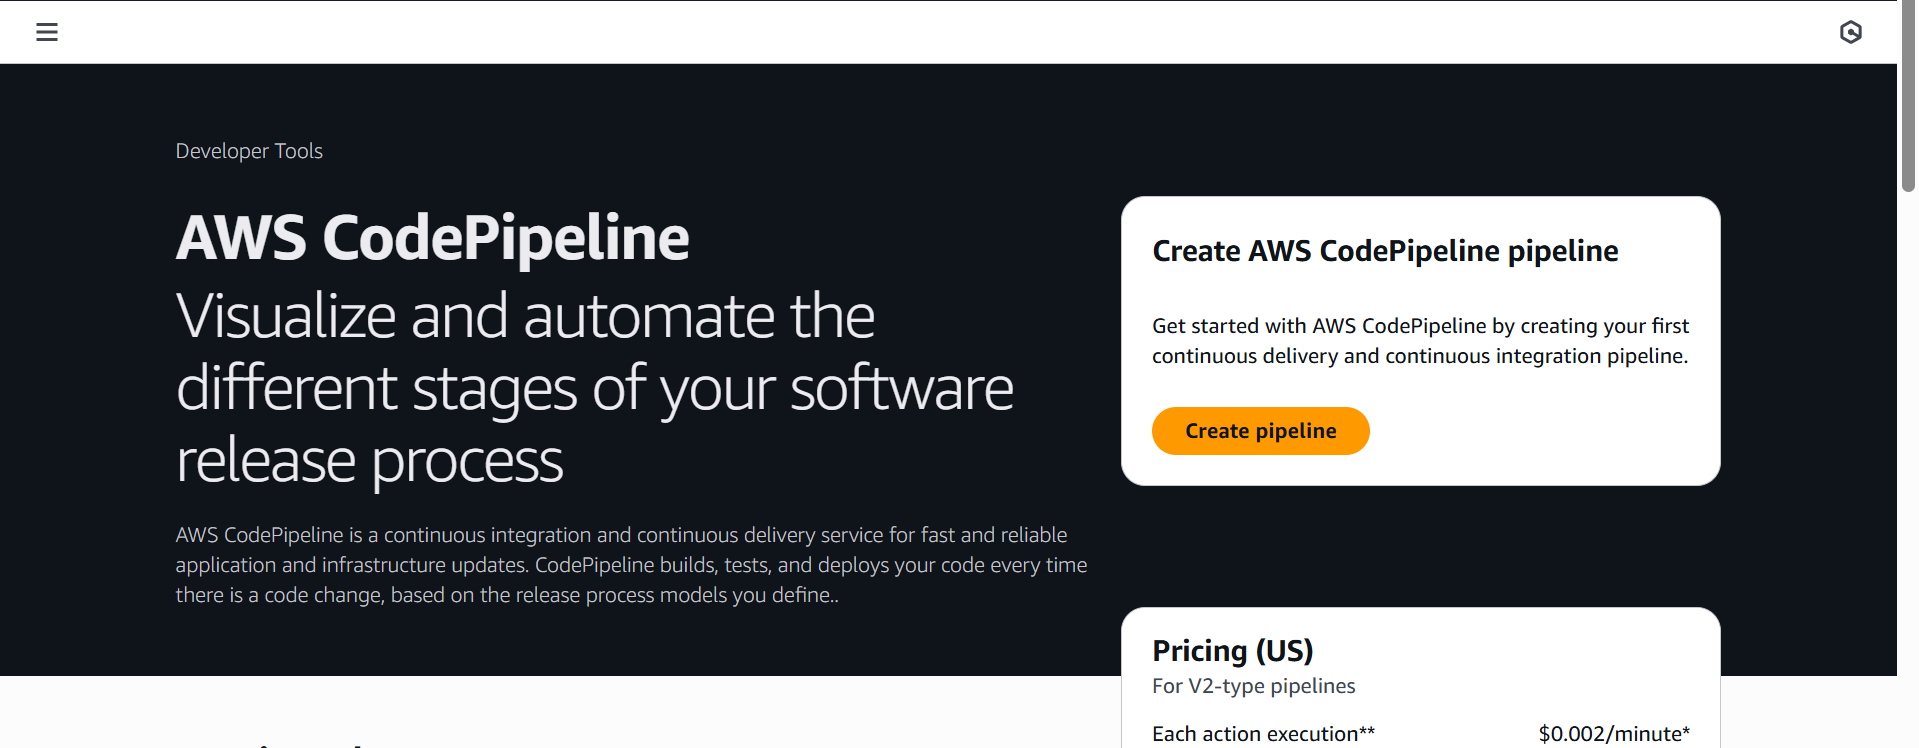 Developer Tools
AWS CodePipeline
Visualize and automate the
different stages of your software
release process
AWS CodePipeline is a continuous integration and continuous delivery service for fast and reliable
application and infrastructure updates. CodePipeline builds, tests, and deploys your code every time
there is a code change, based on the release process models you define..
Create AWS CodePipeline pipeline
Get started with AWS CodePipeline by creating your first
continuous delivery and continuous integration pipeline.
Create pipeline
Pricing (US)
For V2-type pipelines
Each action execution** $0.002/minute*